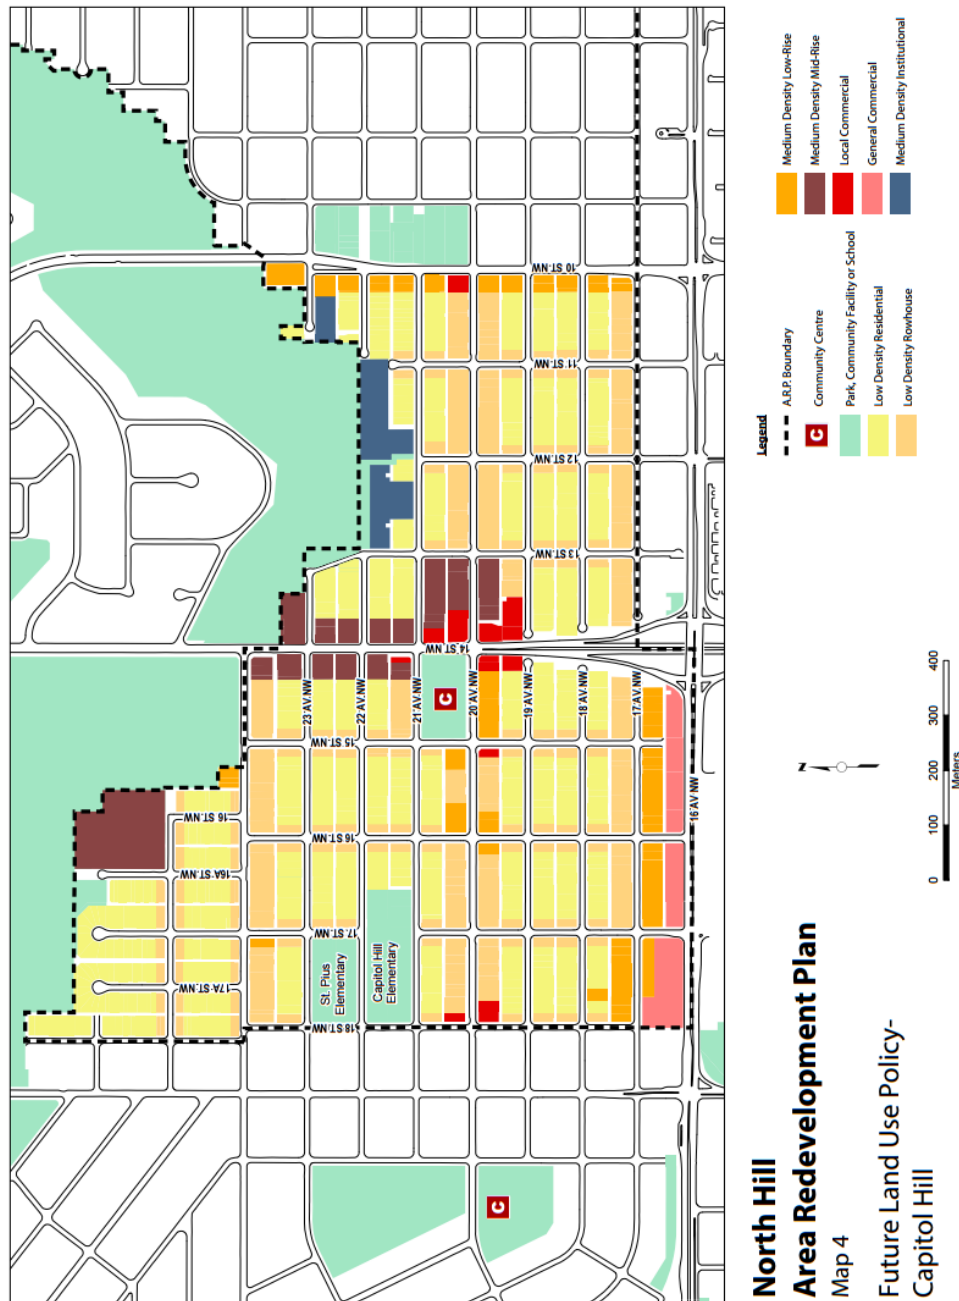 10 ST. NW
11 ST. NW
12 ST. NW
13 ST. NW
14 ST. NW
15 ST. NW
16 ST. NW
16 ST. NW
16A ST. NW
17 ST. NW
17A ST. NW
18 ST. NW
23 AV. NW
22 AV. NW
21 AV NW
20 AV. NW
19 AV. NW
18 AV. NW
17 AV. NW
16 AV NW
C
St. Pius
Elementary
Capitol Hill
Elementary
C
North Hill
Area Redevelopment Plan
Map 4
Future Land Use Policy-
Capitol Hill
N
0 100 200 300 400
Meters
Legend
A.R.P. Boundary
C Community Centre
Park, Community Facility or School
Low Density Residential
Low Density Rowhouse
Medium Density Low-Rise
Medium Density Mid-Rise
Local Commercial
General Commercial
Medium Density Institutional